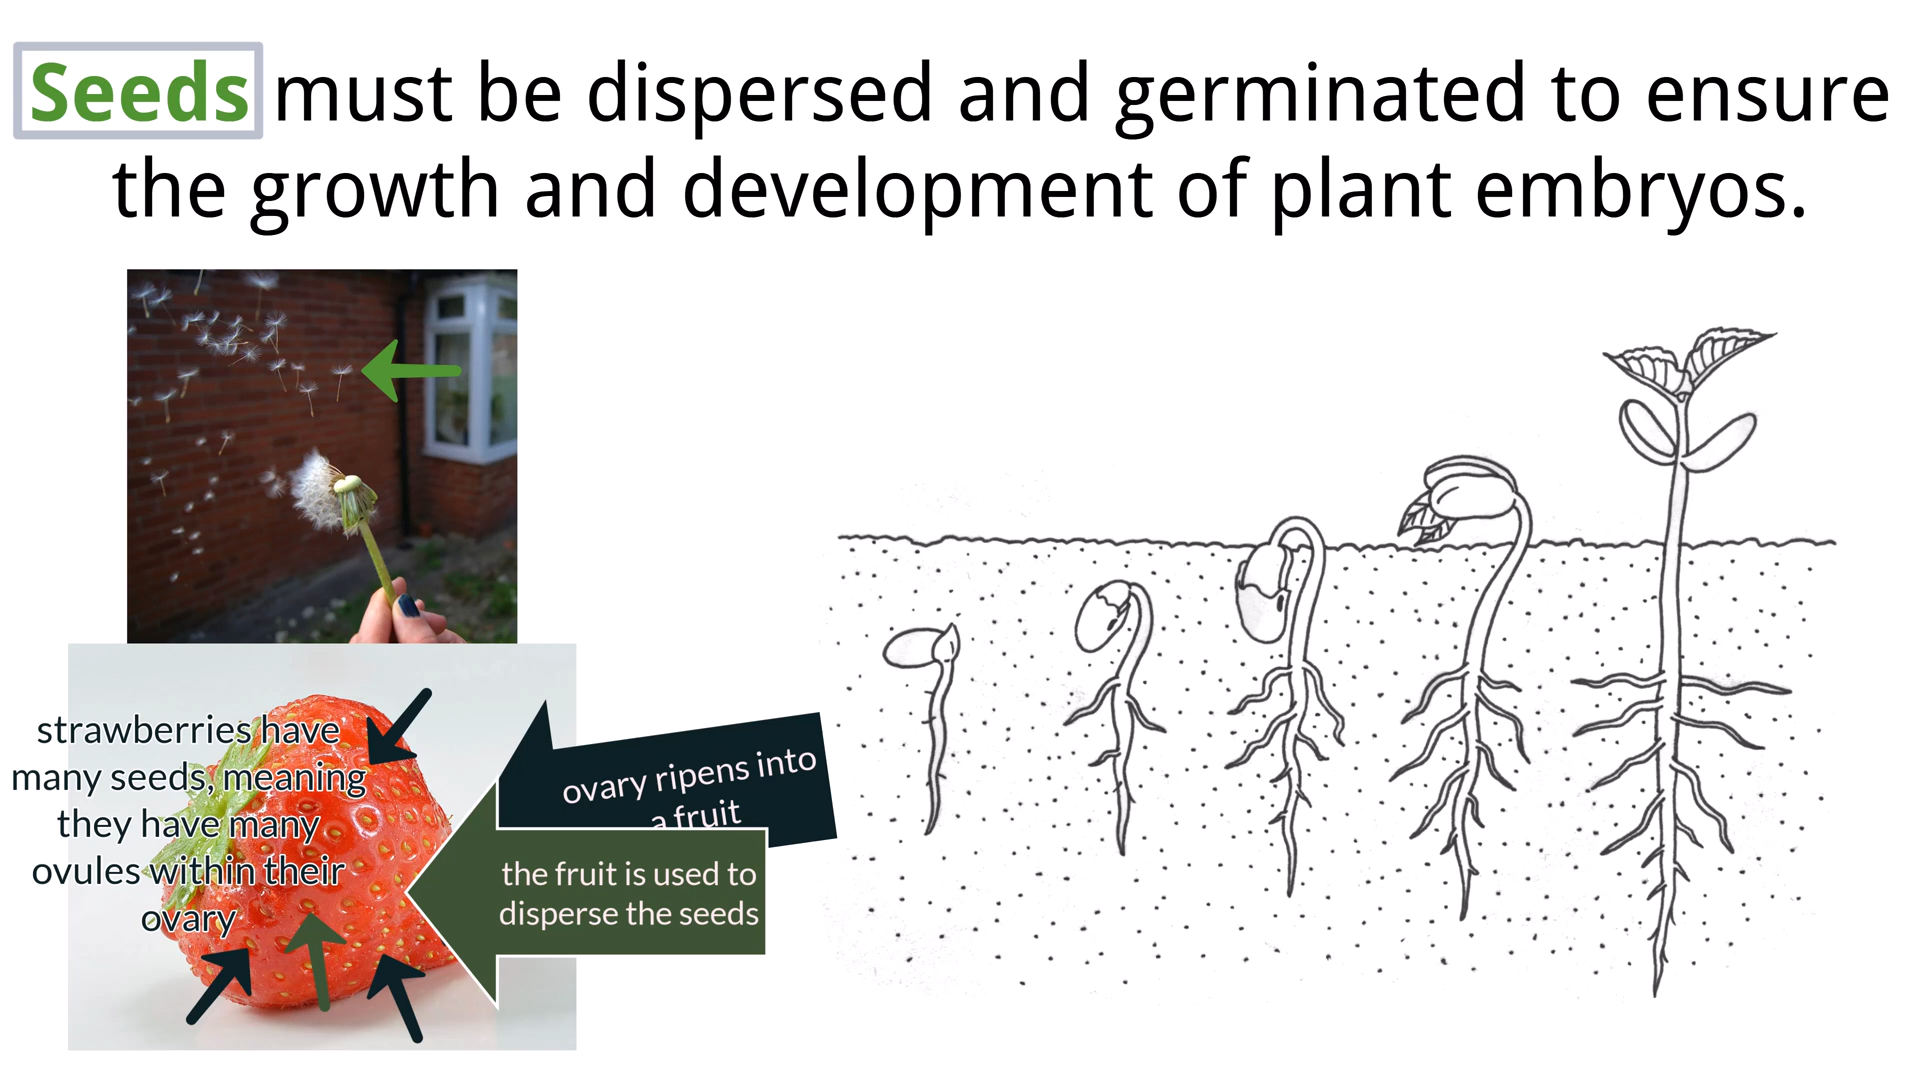 Seeds must be dispersed and germinated to ensure
the growth and development of plant embryos.
strawberries have
many seeds, meaning
they have many
ovules within their
ovary
ovary ripens into
a fruit
the fruit is used to
disperse the seeds